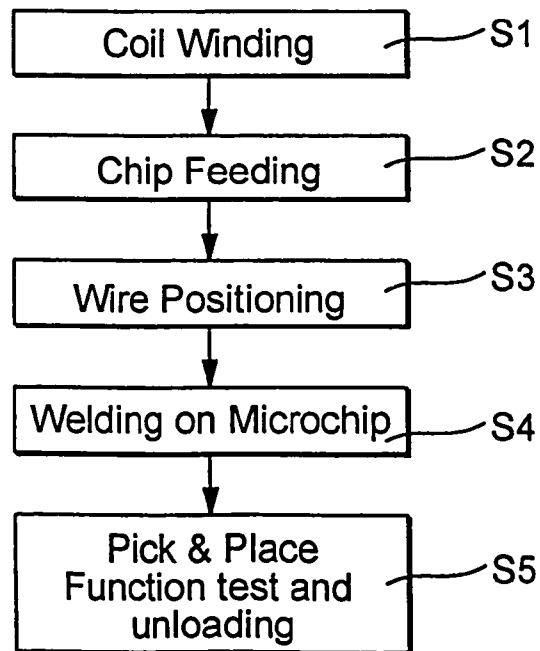 Coil Winding
S1
Chip Feeding
S2
Wire Positioning
S3
Welding on Microchip
S4
Pick & Place
Function test and
unloading
S5